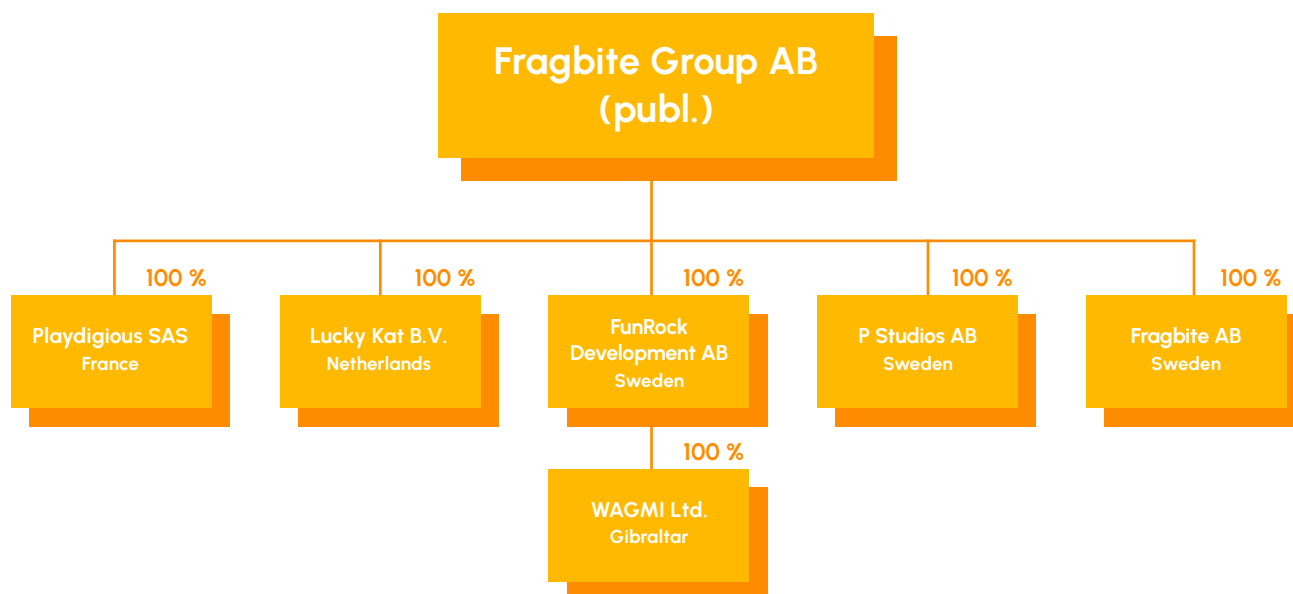 Fragbite Group AB
(publ.)
100 %
100 %
100 %
100 %
100 %
Playdigious SAS
France
Lucky Kat B.V.
Netherlands
FunRock
Development AB
Sweden
P Studios AB
Sweden
Fragbite AB
Sweden
100 %
WAGMI Ltd.
Gibraltar